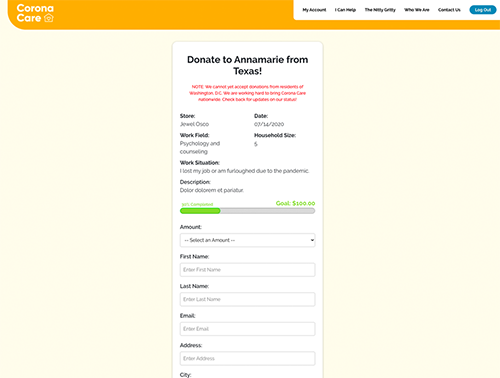 Corona
Care
My Account
I Can Help
The Nitty Gritty
Who We Are
Contact Us
Log Out
Donate to Annamarie from
Texas!
NOTE: We cannot yet accept donations from residents of
Washington, D.C. We are working hard to bring Corona Care
nationwide. Check back for updates on our status!
Store:
Jewel Osco
Date:
07/14/2020
Work Field:
Psychology and
counseling
Household Size:
5
Work Situation:
I lost my job or am furloughed due to the pandemic.
Description:
Dolor dolorem et pariatur.
Completed
Goal: $100.00
Amount:
-- Select an Amount --
First Name:
Enter First Name
Last Name:
Enter Last Name
Email:
Enter Email
Address:
Enter Address
City: